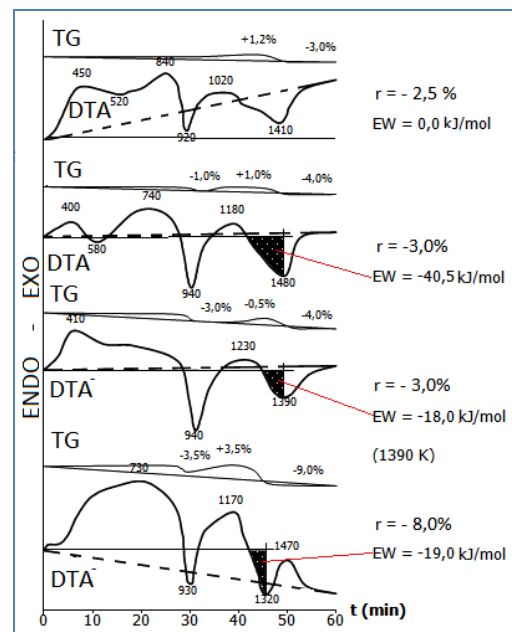 TG
+1,2%
-3,0%
450
840
1020
520
DTA
920
1410
r = - 2,5 %
EW = 0,0 kJ/mol
TG
-1,0%
+1,0%
-4,0%
400
740
1180
580
DTA
940
1480
r = -3,0%
EW = -40,5 kJ/mol
TG
-3,0%
-0,5%
-4,0%
410
1230
DTA-
940
1390
r = - 3,0%
EW = -18,0 kJ/mol
(1390 K)
TG
-3,5%
+3,5%
-9,0%
730
1170
1470
DTA-
930
1320
r = - 8,0%
EW = -19,0 kJ/mol
ENDO - EXO
0 10 20 30 40 50 60 t (min)